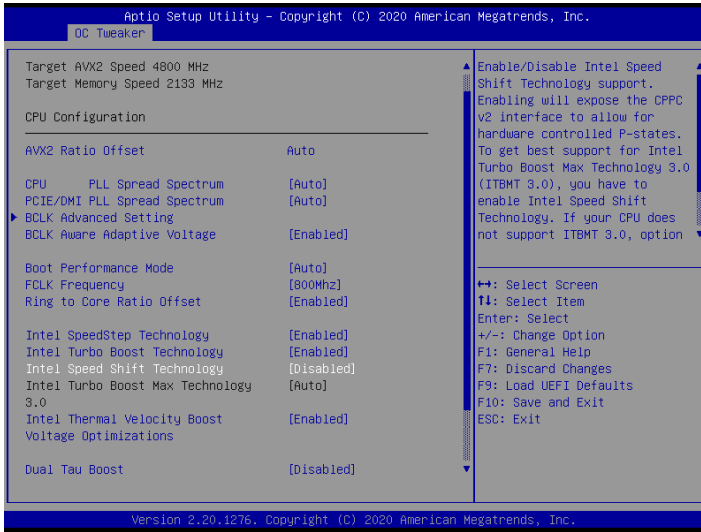 Aptio Setup Utility – Copyright (C) 2020 American Megatrends, Inc.
OC Tweaker
Target AVX2 Speed 4800 MHz
Target Memory Speed 2133 MHz
CPU Configuration
AVX2 Ratio Offset Auto
CPU PLL Spread Spectrum [Auto]
PCIE/DMI PLL Spread Spectrum [Auto]
BCLK Advanced Setting
BCLK Aware Adaptive Voltage [Enabled]
Boot Performance Mode [Auto]
FCLK Frequency [800Mhz]
Ring to Core Ratio Offset [Enabled]
Intel SpeedStep Technology [Enabled]
Intel Turbo Boost Technology [Enabled]
Intel Speed Shift Technology [Disabled]
Intel Turbo Boost Max Technology [Auto]
3.0
Intel Thermal Velocity Boost [Enabled]
Voltage Optimizations
Dual Tau Boost [Disabled]
Enable/Disable Intel Speed
Shift Technology support.
Enabling will expose the CPPC
v2 interface to allow for
hardware controlled P-states.
To get best support for Intel
Turbo Boost Max Technology 3.0
(ITBMT 3.0), you have to
enable Intel Speed Shift
Technology. If your CPU does
not support ITBMT 3.0, option
↔: Select Screen
↑↓: Select Item
Enter: Select
+/-: Change Option
F1: General Help
F7: Discard Changes
F9: Load UEFI Defaults
F10: Save and Exit
ESC: Exit
Version 2.20.1276. Copyright (C) 2020 American Megatrends, Inc.